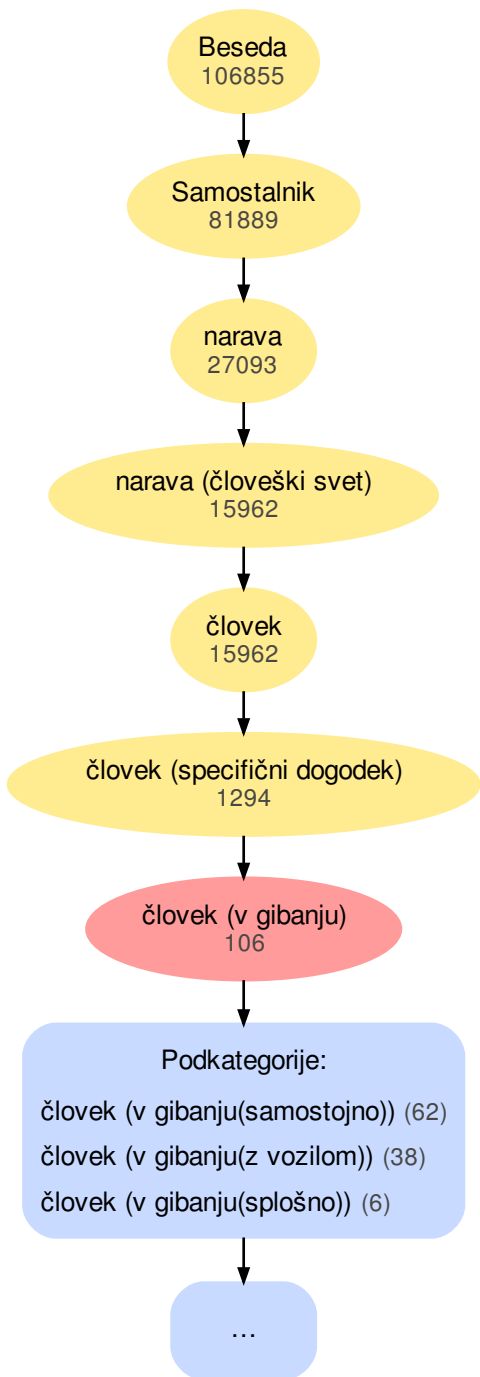 Beseda
106855
Samostalnik
81889
narava
27093
narava (človeški svet)
15962
človek
15962
človek (specifični dogodek)
1294
človek (v gibanju)
106
Podkategorije:
človek (v gibanju(samostojno)) (62)
človek (v gibanju(z vozilom)) (38)
človek (v gibanju(splošno)) (6)
...